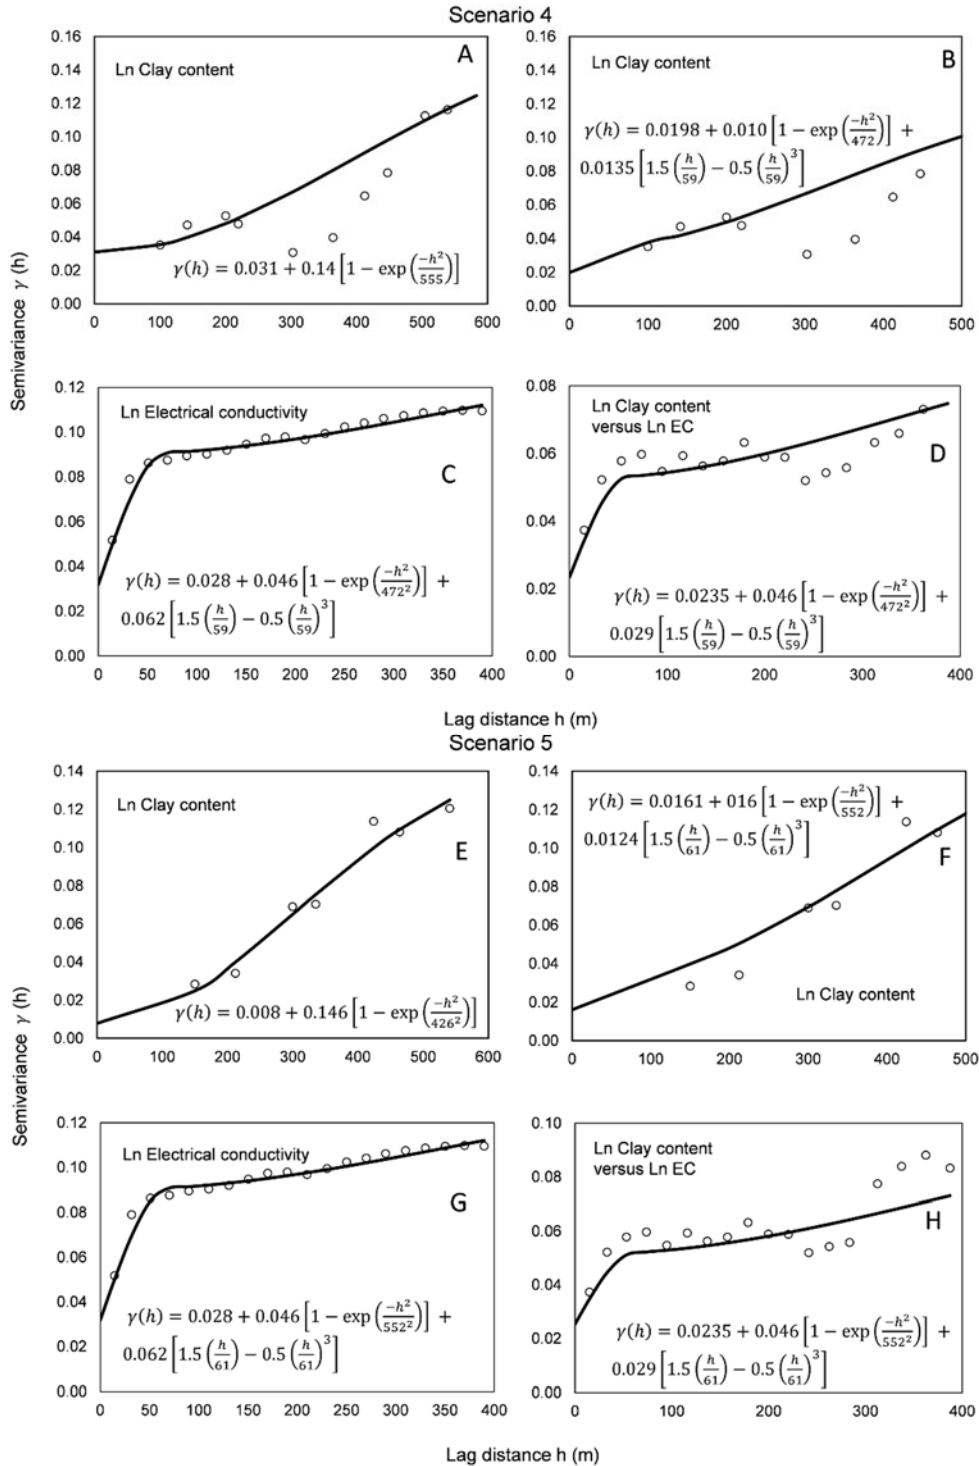 Scenario 4
Semivariance γ (h)
A
Ln Clay content
0.16
0.14
0.12
0.10
0.08
0.06
0.04
0.02
0.00
γ(h) = 0.031 + 0.14 [1 − exp(−h²/555)]
0 100 200 300 400 500 600
B
Ln Clay content
0.16
0.14
0.12
0.10
0.08
0.06
0.04
0.02
0.00
γ(h) = 0.0198 + 0.010 [1 − exp(−h²/472)] +
0.0135 [1.5(h/59) − 0.5(h/59)³]
0 100 200 300 400 500
Ln Electrical conductivity
C
0.12
0.10
0.08
0.06
0.04
0.02
0.00
γ(h) = 0.028 + 0.046 [1 − exp(−h²/472²)] +
0.062 [1.5(h/59) − 0.5(h/59)³]
0 50 100 150 200 250 300 350 400
Ln Clay content
versus Ln EC
D
0.08
0.06
0.04
0.02
0.00
γ(h) = 0.0235 + 0.046 [1 − exp(−h²/472²)] +
0.029 [1.5(h/59) − 0.5(h/59)³]
0 100 200 300 400
Lag distance h (m)
Scenario 5
Semivariance γ (h)
Ln Clay content
E
0.14
0.12
0.10
0.08
0.06
0.04
0.02
0.00
γ(h) = 0.008 + 0.146 [1 − exp(−h²/426²)]
0 100 200 300 400 500 600
0.14
0.12
0.10
0.08
0.06
0.04
0.02
0.00
γ(h) = 0.0161 + 016 [1 − exp(−h²/552)] +
0.0124 [1.5(h/61) − 0.5(h/61)³]
F
Ln Clay content
0 100 200 300 400 500
Ln Electrical conductivity
G
0.12
0.10
0.08
0.06
0.04
0.02
0.00
γ(h) = 0.028 + 0.046 [1 − exp(−h²/552²)] +
0.062 [1.5(h/61) − 0.5(h/61)³]
0 50 100 150 200 250 300 350 400
Ln Clay content
versus Ln EC
H
0.10
0.08
0.06
0.04
0.02
0.00
γ(h) = 0.0235 + 0.046 [1 − exp(−h²/552²)] +
0.029 [1.5(h/61) − 0.5(h/61)³]
0 100 200 300 400
Lag distance h (m)